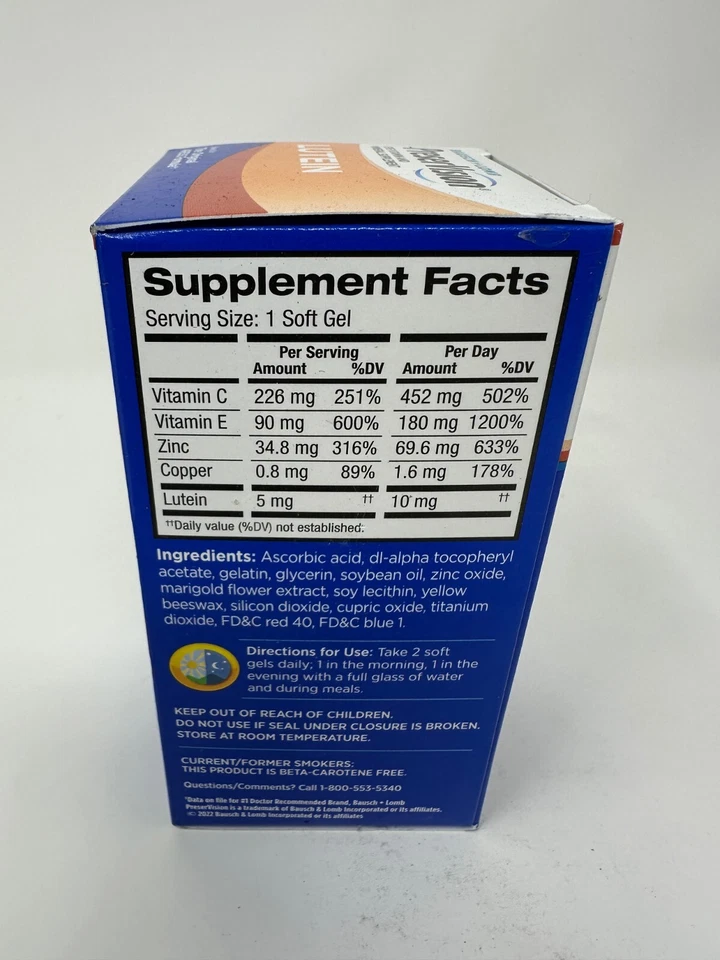 LUTEIN
PreserVision
Supplement Facts
Serving Size: 1 Soft Gel
Per Serving Per Day
Amount %DV Amount %DV
Vitamin C 226 mg 251% 452 mg 502%
Vitamin E 90 mg 600% 180 mg 1200%
Zinc 34.8 mg 316% 69.6 mg 633%
Copper 0.8 mg 89% 1.6 mg 178%
Lutein 5 mg †† 10 mg ††
††Daily value (%DV) not established.
Ingredients: Ascorbic acid, dl-alpha tocopheryl
acetate, gelatin, glycerin, soybean oil, zinc oxide,
marigold flower extract, soy lecithin, yellow
beeswax, silicon dioxide, cupric oxide, titanium
dioxide, FD&C red 40, FD&C blue 1.
Directions for Use: Take 2 soft
gels daily; 1 in the morning, 1 in the
evening with a full glass of water
and during meals.
KEEP OUT OF REACH OF CHILDREN.
DO NOT USE IF SEAL UNDER CLOSURE IS BROKEN.
STORE AT ROOM TEMPERATURE.
CURRENT/FORMER SMOKERS:
THIS PRODUCT IS BETA-CAROTENE FREE.
Questions/Comments? Call 1-800-553-5340
*Data on file for #1 Doctor Recommended Brand, Bausch + Lomb
PreserVision is a trademark of Bausch & Lomb Incorporated or its affiliates.
© 2022 Bausch & Lomb Incorporated or its affiliates